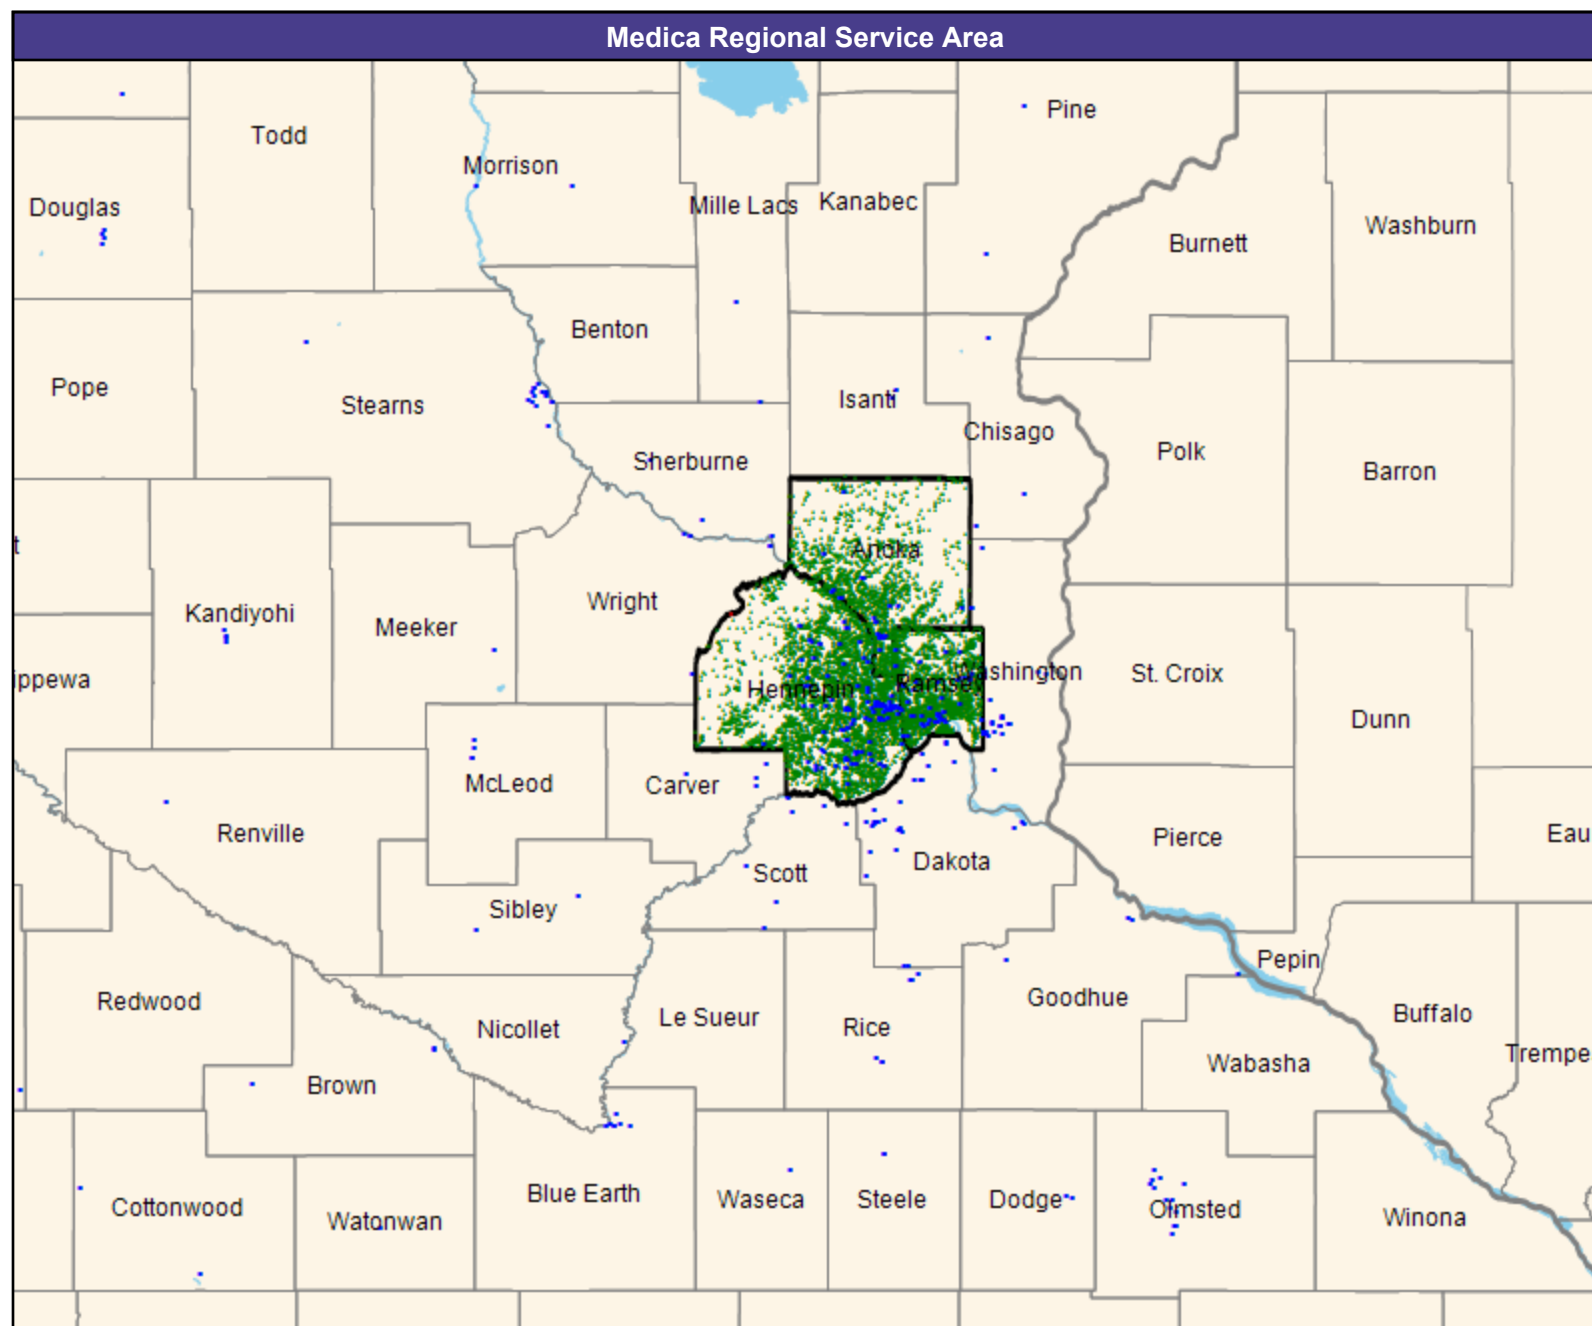 Medica Regional Service Area
Pine
Todd
Morrison
Mille Lacs
Kanabec
Douglas
Washburn
Burnett
Benton
Pope
Stearns
Isanti
Chisago
Polk
Sherburne
Barron
t
Anoka
Wright
Kandiyohi
Meeker
ippewa
Hennepin
Ramsey
Washington
St. Croix
Dunn
McLeod
Carver
Renville
Pierce
Eau
Scott
Dakota
Sibley
Pepin
Redwood
Goodhue
Buffalo
Nicollet
Le Sueur
Rice
Trempe
Wabasha
Brown
Blue Earth
Waseca
Steele
Dodge
Olmsted
Cottonwood
Watonwan
Winona